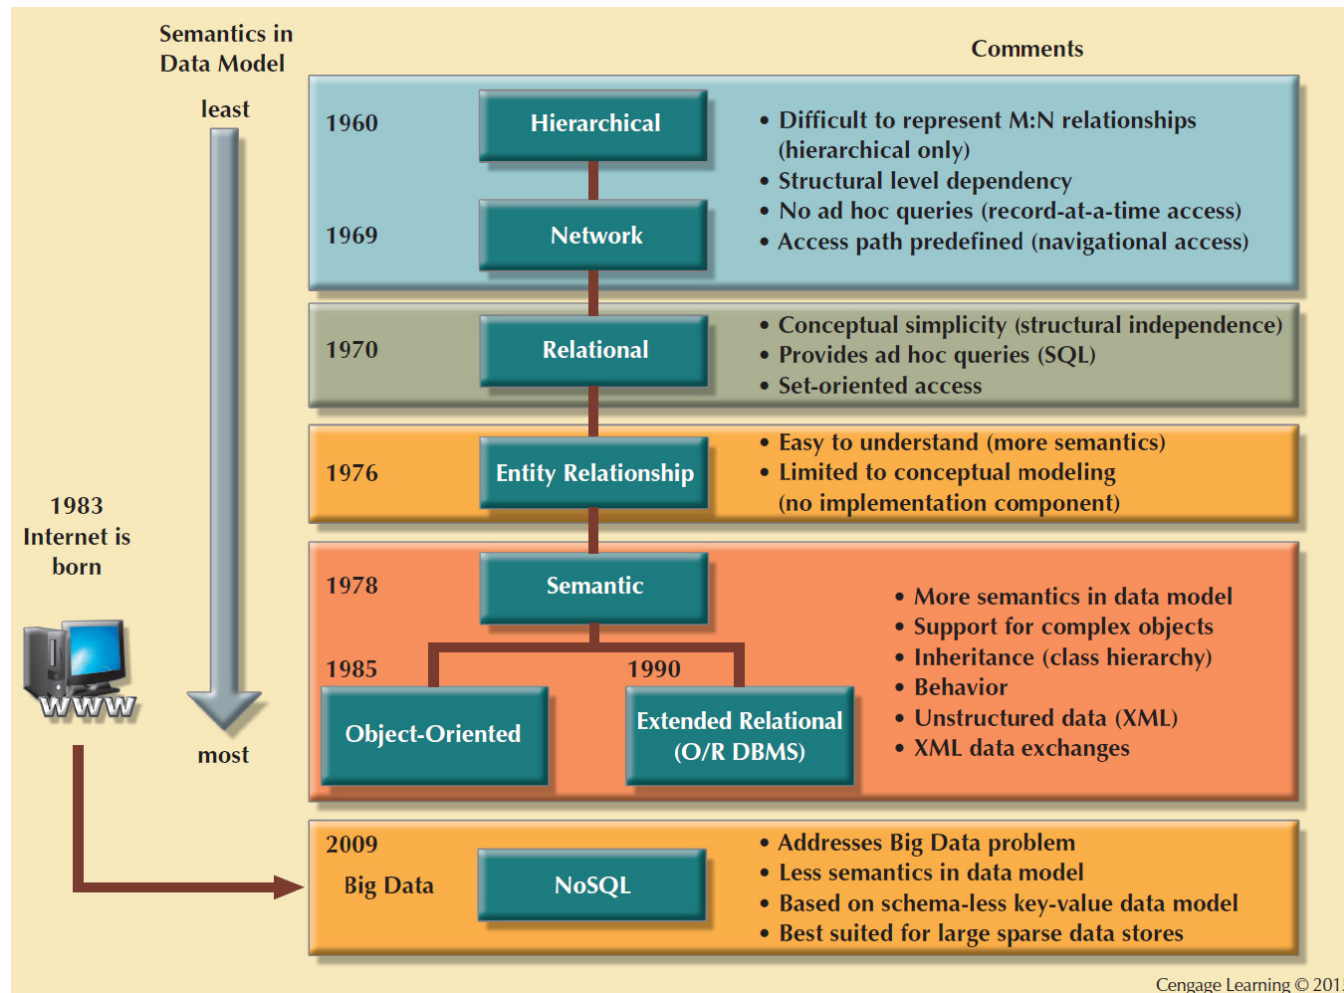 Semantics in
Data Model
Comments
least
1960
Hierarchical
• Difficult to represent M:N relationships
(hierarchical only)
• Structural level dependency
• No ad hoc queries (record-at-a-time access)
• Access path predefined (navigational access)
1969
Network
1970
Relational
• Conceptual simplicity (structural independence)
• Provides ad hoc queries (SQL)
• Set-oriented access
1976
Entity Relationship
• Easy to understand (more semantics)
• Limited to conceptual modeling
(no implementation component)
1983
Internet is
born
WWW
most
1978
Semantic
1985
Object-Oriented
1990
Extended Relational
(O/R DBMS)
• More semantics in data model
• Support for complex objects
• Inheritance (class hierarchy)
• Behavior
• Unstructured data (XML)
• XML data exchanges
2009
Big Data
NoSQL
• Addresses Big Data problem
• Less semantics in data model
• Based on schema-less key-value data model
• Best suited for large sparse data stores
Cengage Learning © 201